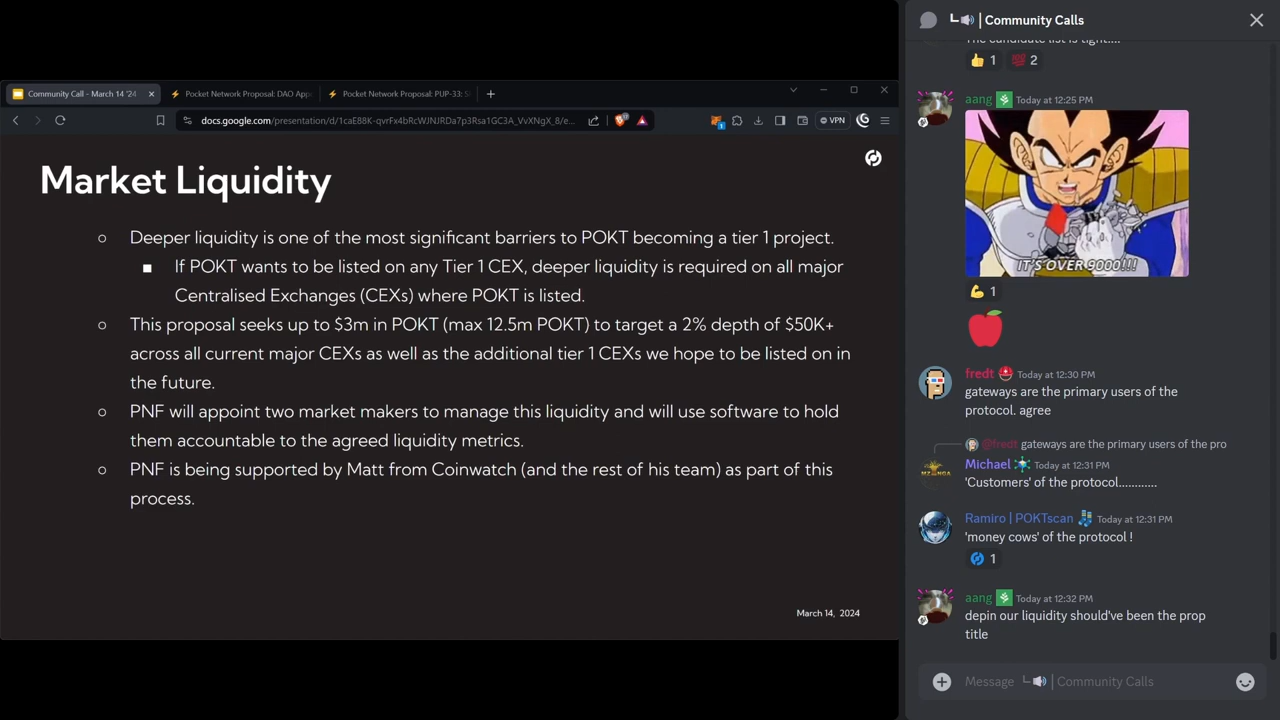 Community Call - March 14 '24
Pocket Network Proposal: DAO App
Pocket Network Proposal: PUP-33: S
docs.google.com/presentation/d/1caE88K-qvrFx4bRcWJNJRDa7p3Rsa1GC3A_VvXNgX_8/e...
VPN
Market Liquidity
Deeper liquidity is one of the most significant barriers to POKT becoming a tier 1 project.
If POKT wants to be listed on any Tier 1 CEX, deeper liquidity is required on all major
Centralised Exchanges (CEXs) where POKT is listed.
This proposal seeks up to $3m in POKT (max 12.5m POKT) to target a 2% depth of $50K+
across all current major CEXs as well as the additional tier 1 CEXs we hope to be listed on in
the future.
PNF will appoint two market makers to manage this liquidity and will use software to hold
them accountable to the agreed liquidity metrics.
PNF is being supported by Matt from Coinwatch (and the rest of his team) as part of this
process.
March 14, 2024
Community Calls
The candidate list is tight....
1 2
aang Today at 12:25 PM
IT'S OVER 9000!!!
1
fredt Today at 12:30 PM
gateways are the primary users of the
protocol. agree
@fredt gateways are the primary users of the pro
Michael Today at 12:31 PM
'Customers' of the protocol............
Ramiro | POKTscan Today at 12:31 PM
'money cows' of the protocol !
1
aang Today at 12:32 PM
depin our liquidity should've been the prop
title
Message Community Calls